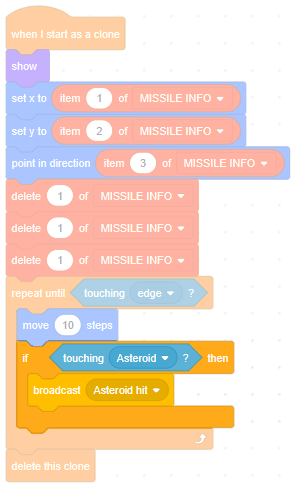 when I start as a clone
show
set x to item 1 of MISSILE INFO
set y to item 2 of MISSILE INFO
point in direction item 3 of MISSILE INFO
delete 1 of MISSILE INFO
delete 1 of MISSILE INFO
delete 1 of MISSILE INFO
repeat until touching edge ?
move 10 steps
if touching Asteroid ? then
broadcast Asteroid hit
delete this clone